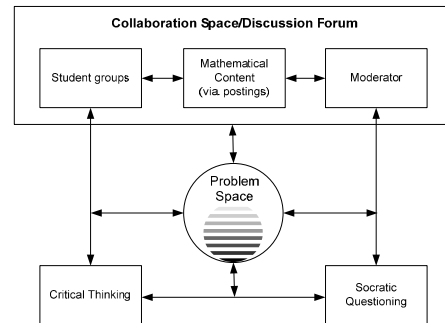 Collaboration Space/Discussion Forum
Student groups
Mathematical
Content
(via. postings)
Moderator
Problem
Space
Critical Thinking
Socratic
Questioning